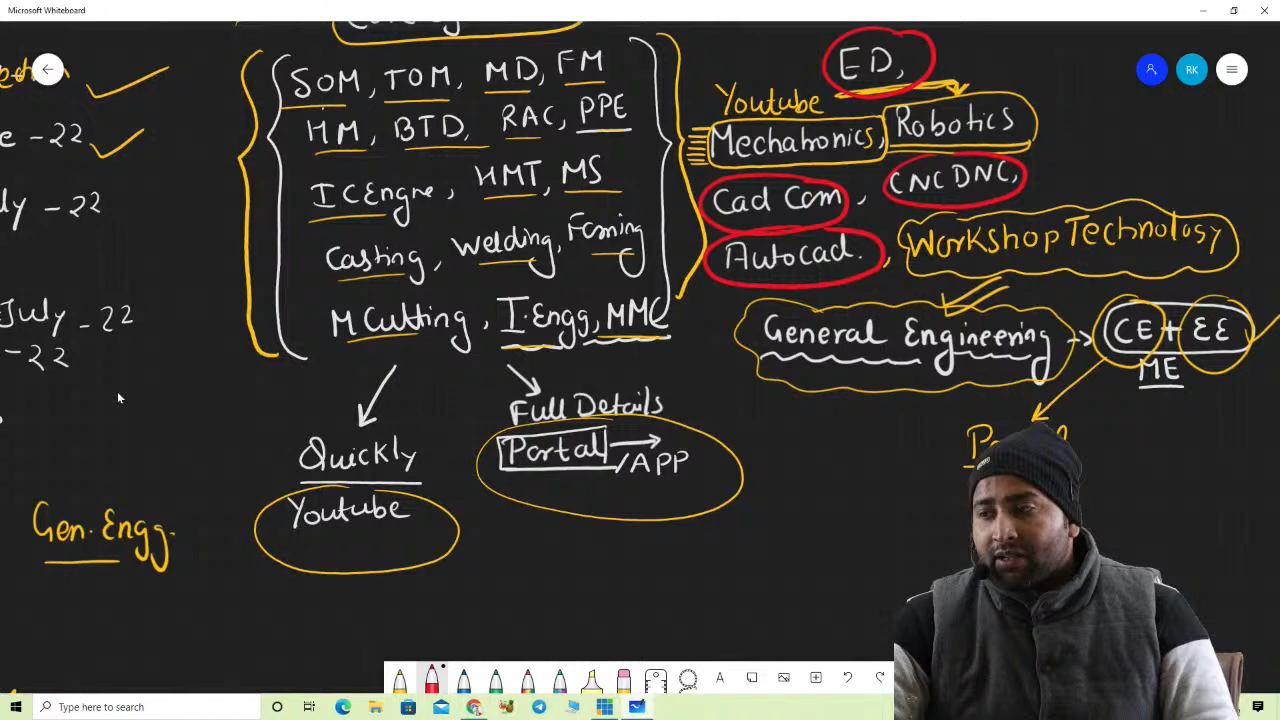 Microsoft Whiteboard
SOM, TOM, MD, FM
HM, BTD, RAC, PPE
IC Engne, HMT, MS
Casting, Welding, Forming
M Cutting, I. Engg, MMC
Quickly
Youtube
Full Details
Portal → /APP
ED,
Youtube
Mechatronics, Robotics
Cad Cam, CNC DNC,
Autocad. , Workshop Technology
General Engineering → CE + EE
ME
-22
July -22
July -22
-22
Gen. Engg.
RK
Type here to search